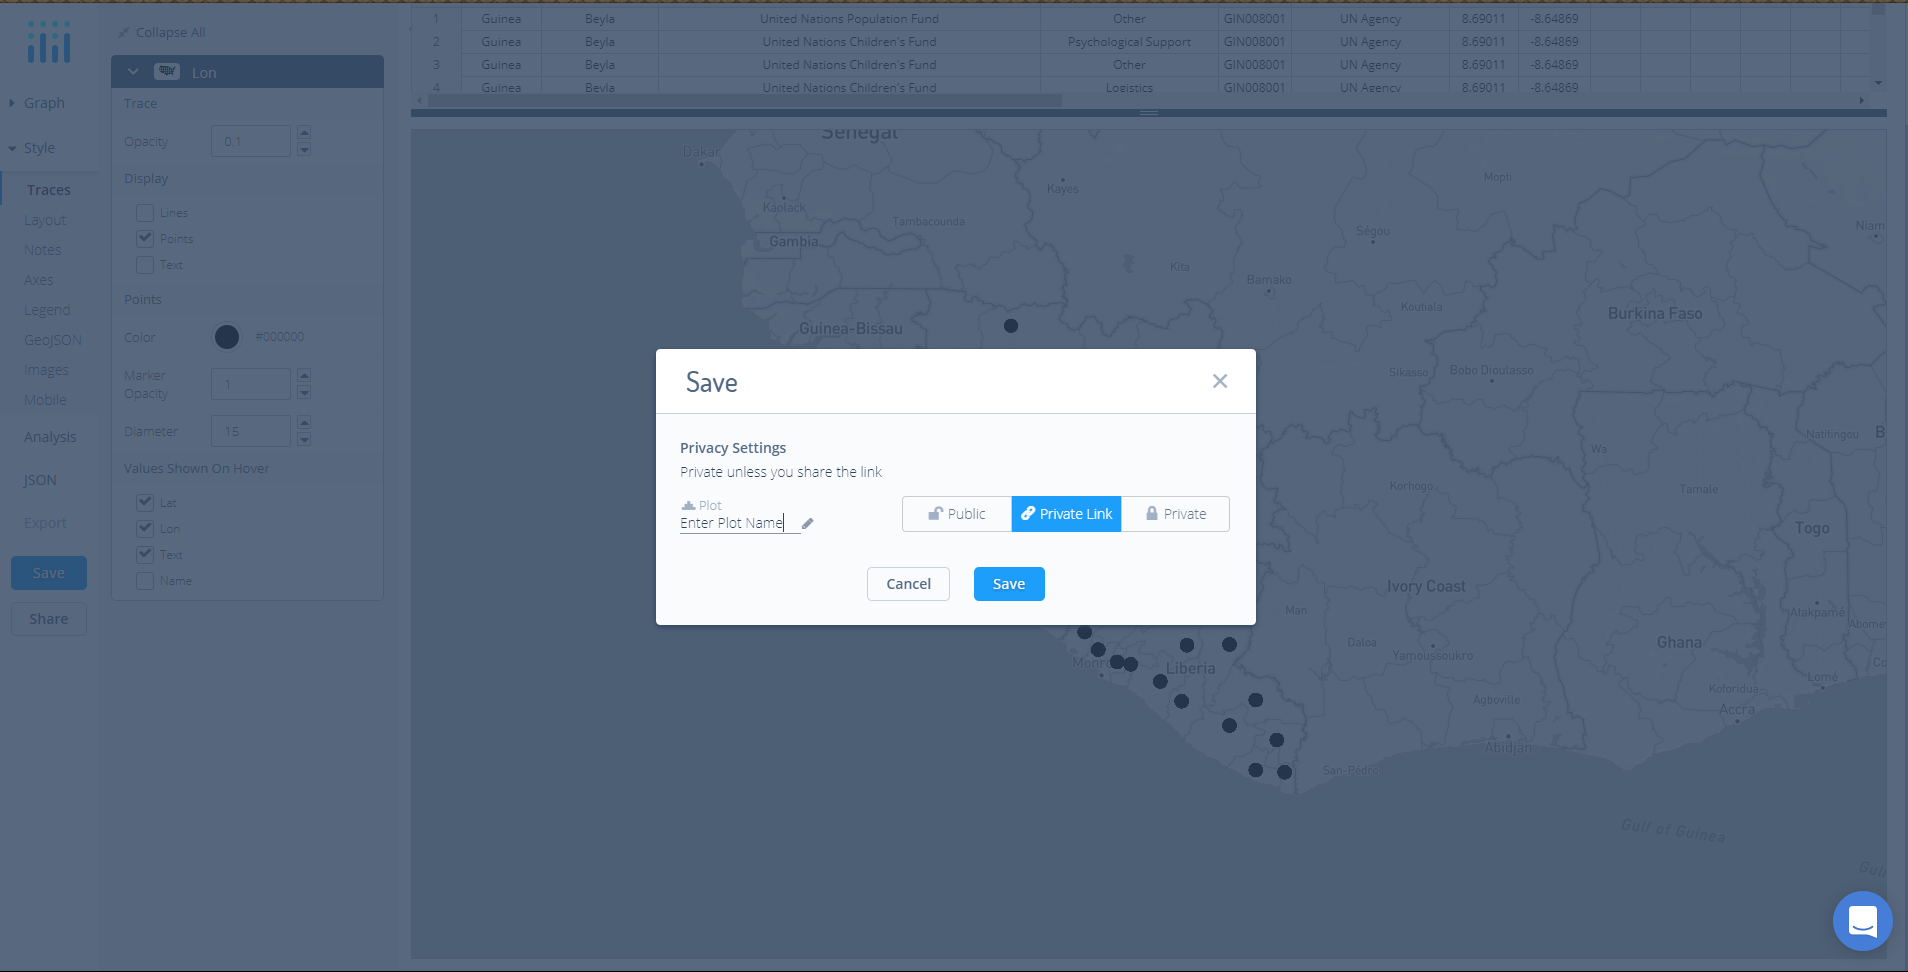 Collapse All
Lon
Graph
Style
Traces
Layout
Notes
Axes
Legend
GeoJSON
Images
Mobile
Analysis
JSON
Export
Save
Share
Trace
Opacity 0.1
Display
Lines
Points
Text
Points
Color #000000
Marker
Opacity 1
Diameter 15
Values Shown On Hover
Lat
Lon
Text
Name
1 Guinea Beyla United Nations Population Fund Other GIN008001 UN Agency 8.69011 -8.64869
2 Guinea Beyla United Nations Children's Fund Psychological Support GIN008001 UN Agency 8.69011 -8.64869
3 Guinea Beyla United Nations Children's Fund Other GIN008001 UN Agency 8.69011 -8.64869
4 Guinea Beyla United Nations Children's Fund Logistics GIN008001 UN Agency 8.69011 -8.64869
Senegal
Dakar
Kayes
Mopti
Kaolack
Tambacounda
Niam
Gambia
Ségou
Kita
Bamako
Koutiala
Burkina Faso
Guinea-Bissau
Sikasso
Bobo Dioulasso
Natitingou
B
Wa
Korhogo
Tamale
Togo
Ivory Coast
Man
Atakpamé
Abome
Daloa
Yamoussoukro
Ghana
Monro
Liberia
Co
Lomé
Koforidua
Agboville
Accra
Abidjan
San-Pédro
Gulf of Guinea
Gulf
Save
Privacy Settings
Private unless you share the link
Plot
Enter Plot Name
Public
Private Link
Private
Cancel
Save